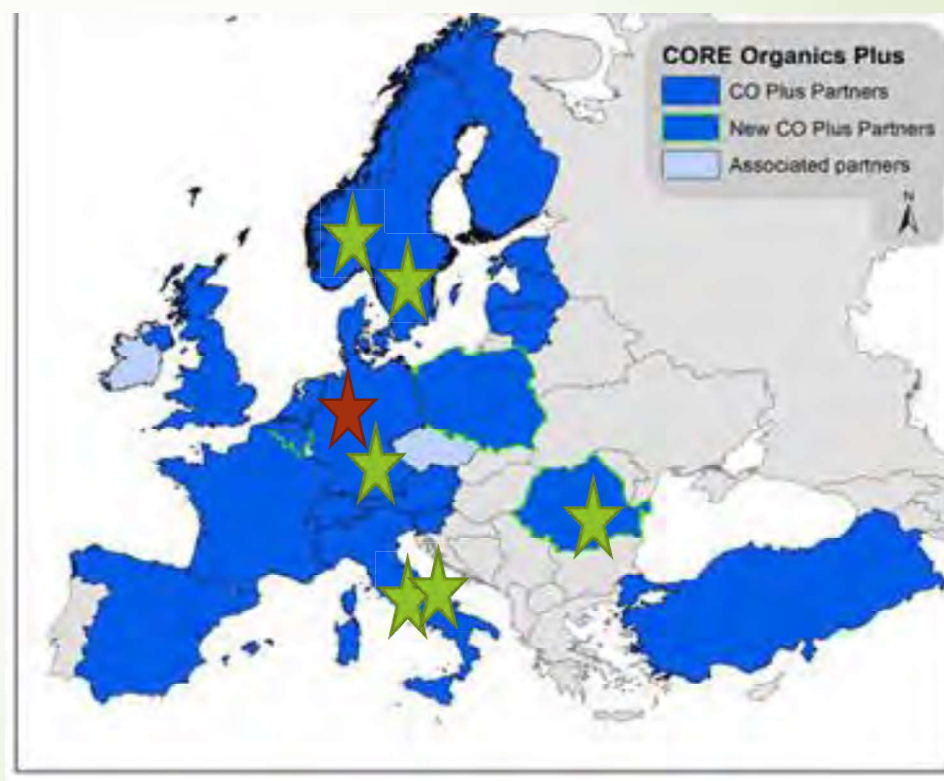 CORE Organics Plus
CO Plus Partners
New CO Plus Partners
Associated partners
N